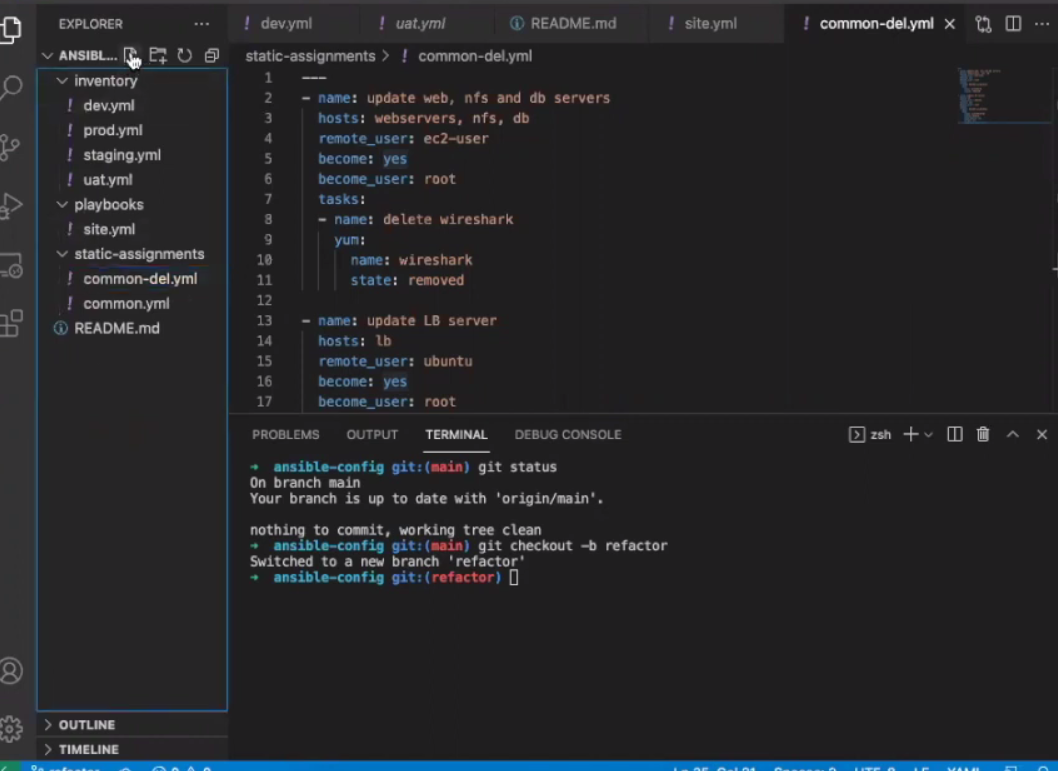 EXPLORER
dev.yml
uat.yml
README.md
site.yml
common-del.yml
ANSIBL...
static-assignments > common-del.yml
inventory
dev.yml
prod.yml
staging.yml
uat.yml
playbooks
site.yml
static-assignments
common-del.yml
common.yml
README.md
1 ---
2 - name: update web, nfs and db servers
3 hosts: webservers, nfs, db
4 remote_user: ec2-user
5 become: yes
6 become_user: root
7 tasks:
8 - name: delete wireshark
9 yum:
10 name: wireshark
11 state: removed
12
13 - name: update LB server
14 hosts: lb
15 remote_user: ubuntu
16 become: yes
17 become_user: root
PROBLEMS OUTPUT TERMINAL DEBUG CONSOLE zsh
→ ansible-config git:(main) git status
On branch main
Your branch is up to date with 'origin/main'.
nothing to commit, working tree clean
→ ansible-config git:(main) git checkout -b refactor
Switched to a new branch 'refactor'
→ ansible-config git:(refactor)
OUTLINE
TIMELINE